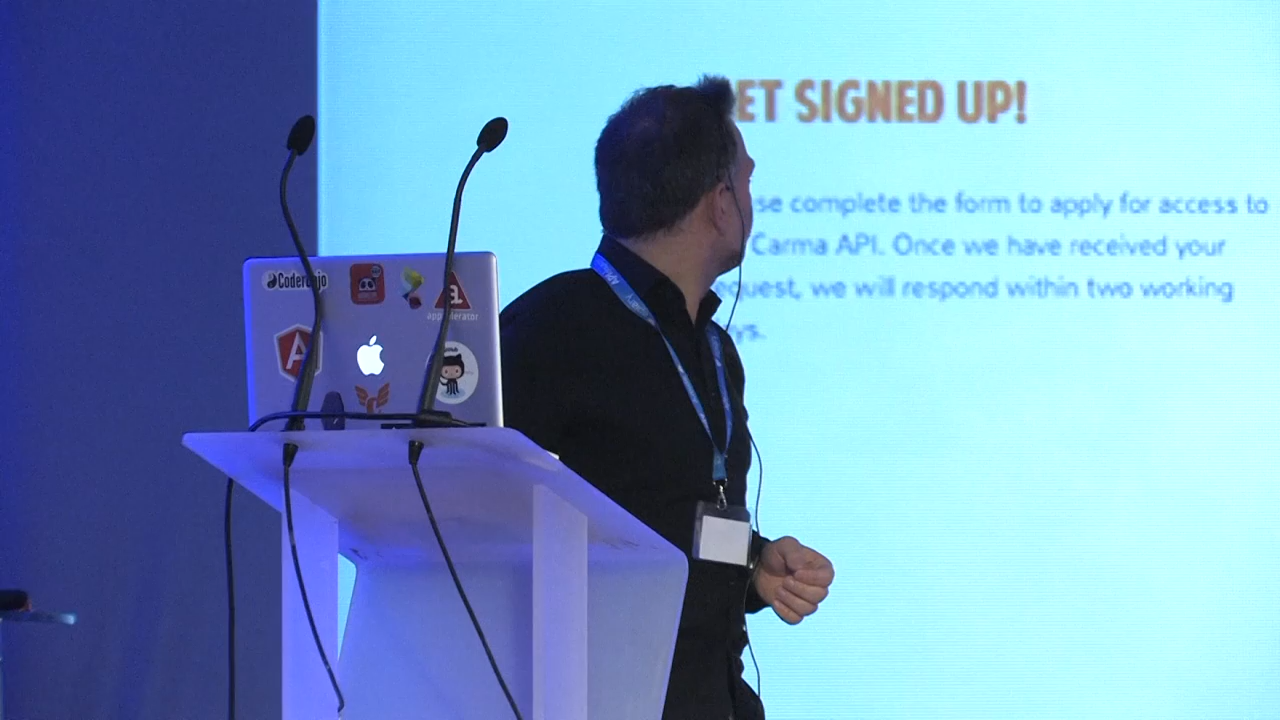 ET SIGNED UP!
se complete the form to apply for access to
Carma API. Once we have received your
quest, we will respond within two working
ys.
CoderDojo
a
appcelerator
A